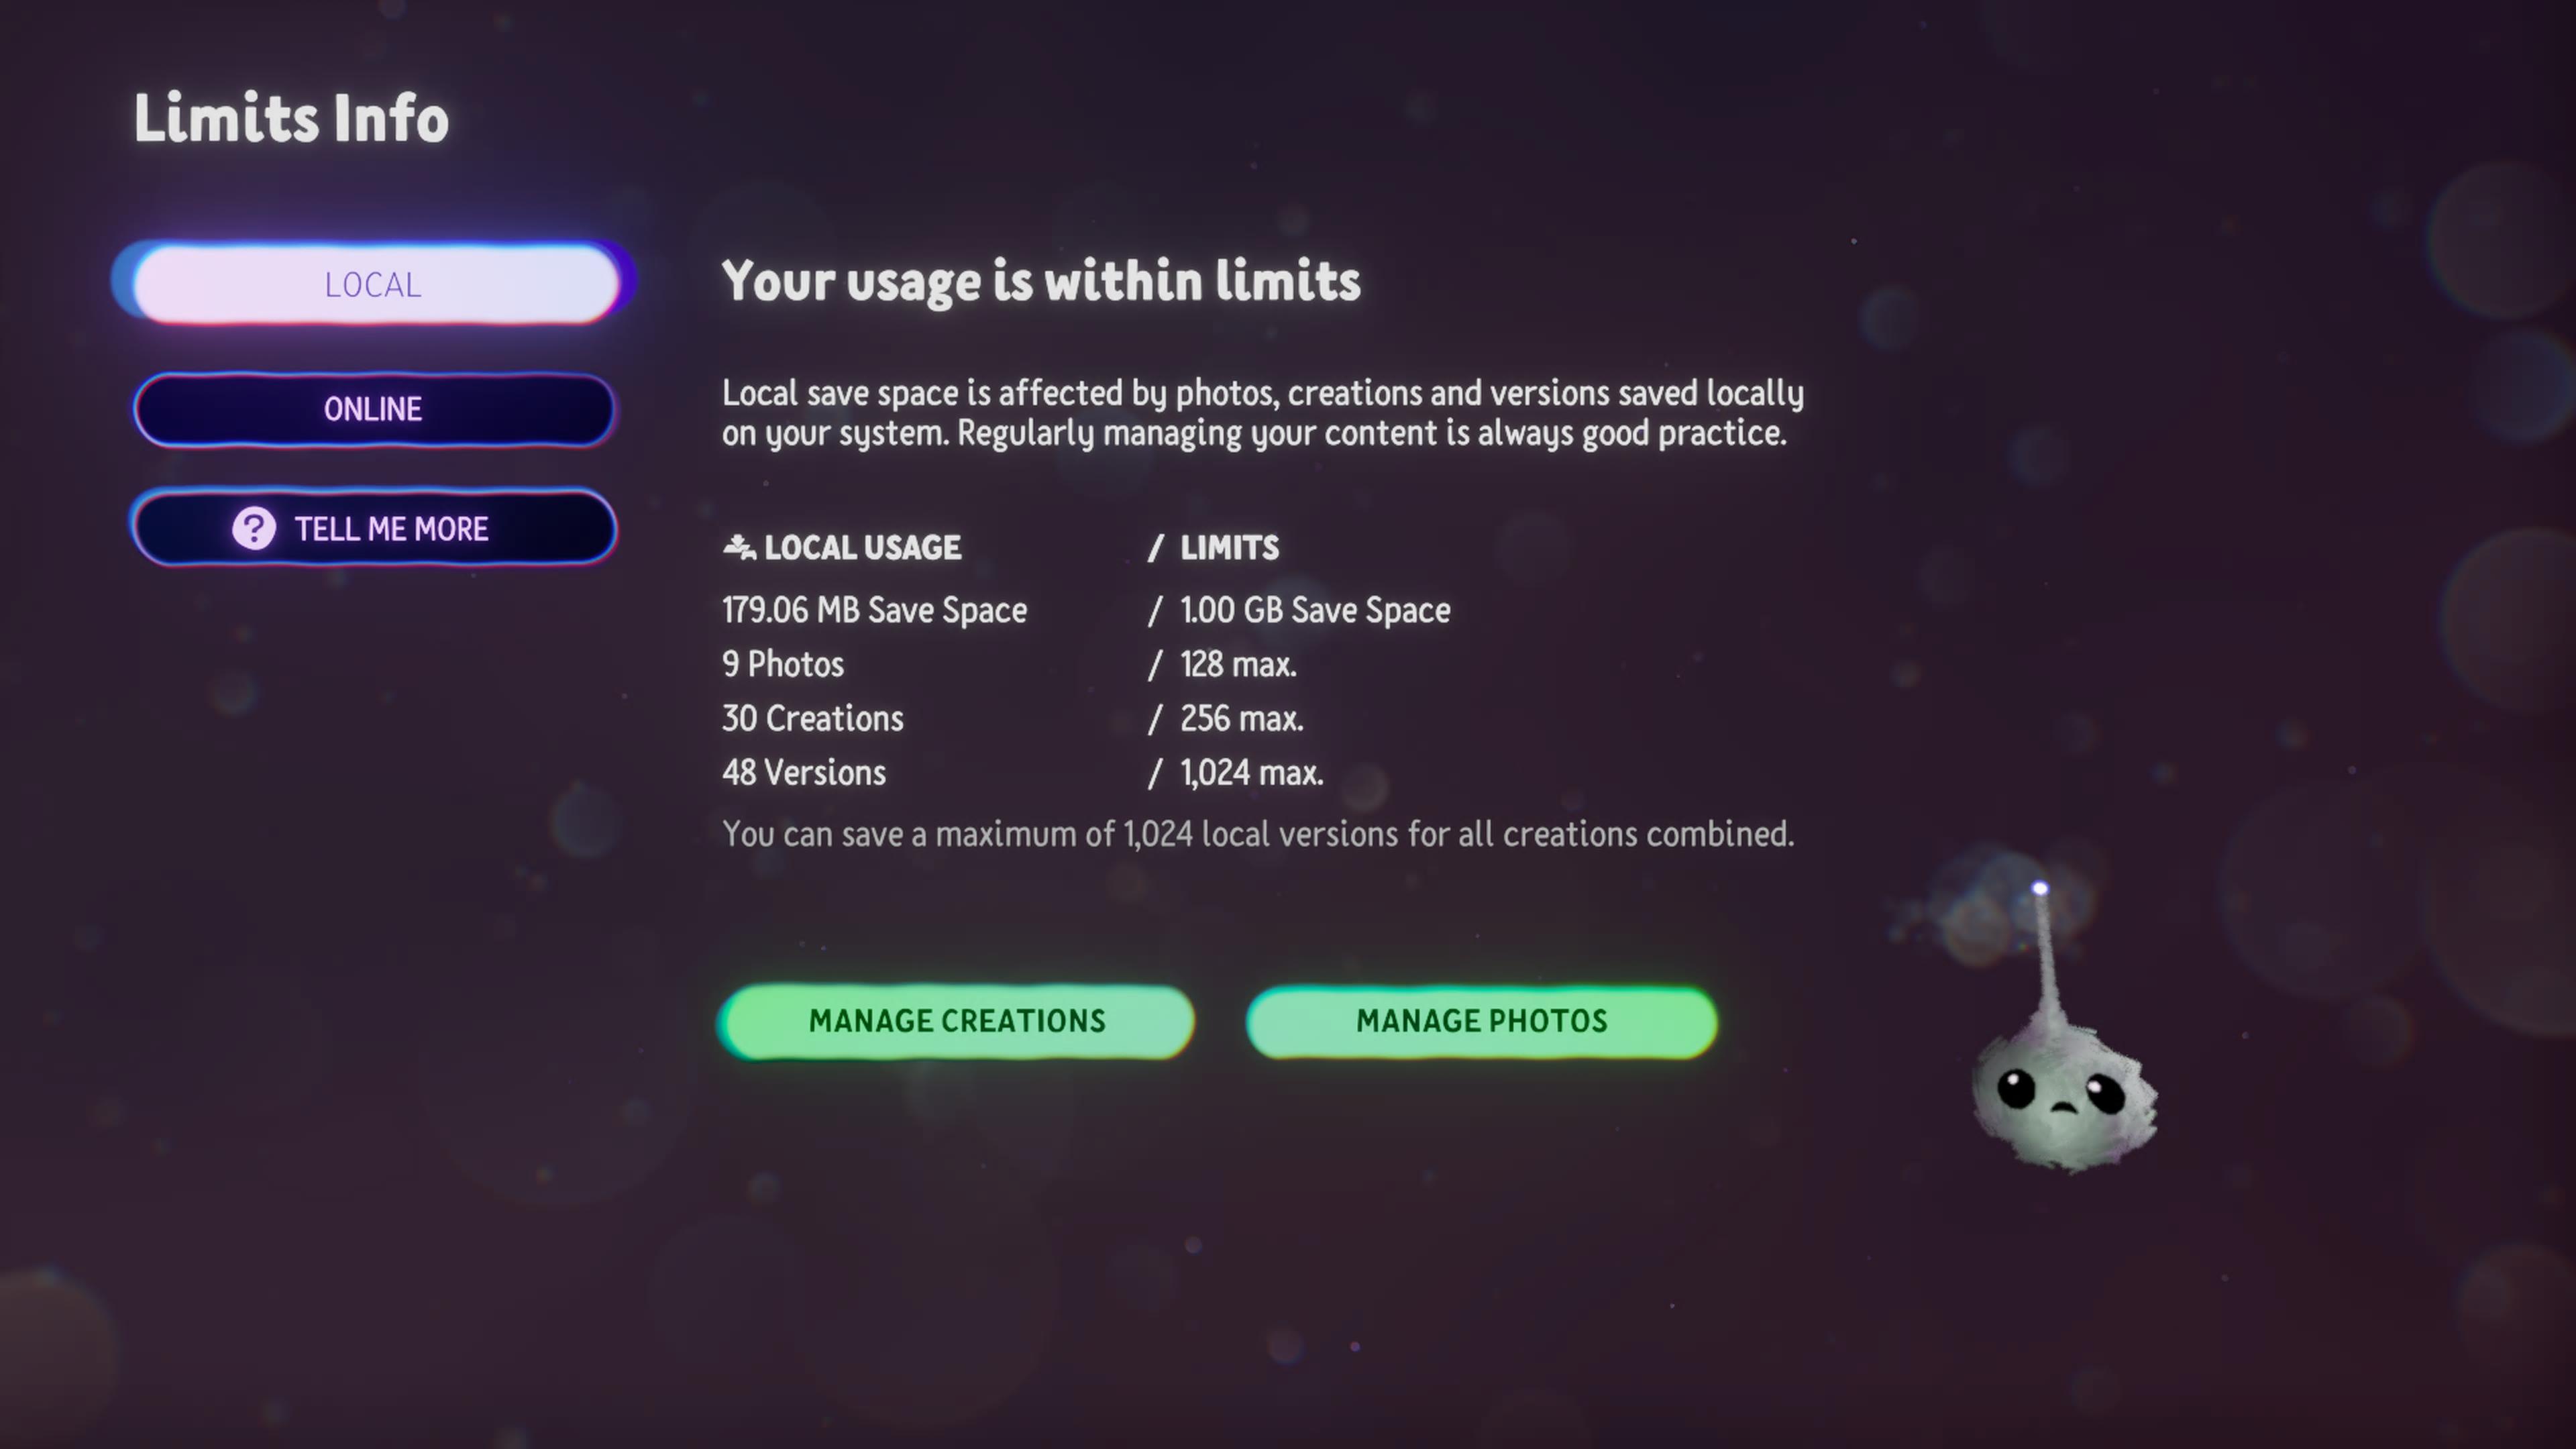 Limits Info
LOCAL
ONLINE
? TELL ME MORE
Your usage is within limits
Local save space is affected by photos, creations and versions saved locally
on your system. Regularly managing your content is always good practice.
LOCAL USAGE / LIMITS
179.06 MB Save Space / 1.00 GB Save Space
9 Photos / 128 max.
30 Creations / 256 max.
48 Versions / 1,024 max.
You can save a maximum of 1,024 local versions for all creations combined.
MANAGE CREATIONS
MANAGE PHOTOS